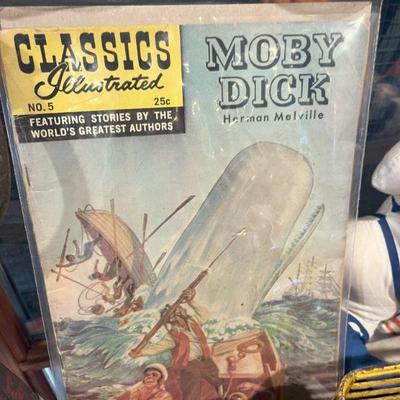 CLASSICS
Illustrated
NO. 5
25c
FEATURING STORIES BY THE
WORLD'S GREATEST AUTHORS
MOBY
DICK
Herman Melville